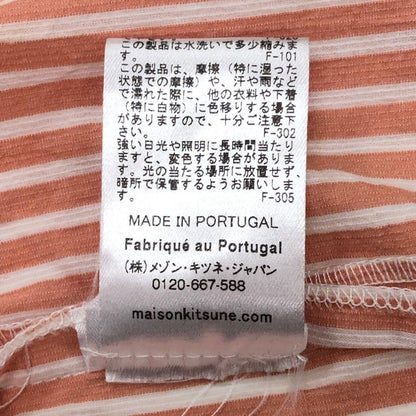 この製品は水洗いで多少縮みま
す。 F-101
この製品は、摩擦(特に湿った
状態での摩擦)や、汗や雨など
で濡れた際に、他の衣料や下着
(特に白物)に色移りする場合
がありますので、十分ご注意下
さい。 F-302
強い日光や照明に長時間当たり
ますと、変色する場合がありま
す。光の当たる場所に放置せず、
暗所で保管するようお願いしま
す。 F-305
MADE IN PORTUGAL
Fabriqué au Portugal
(株)メゾン・キツネ・ジャパン
0120-667-588
maisonkitsune.com